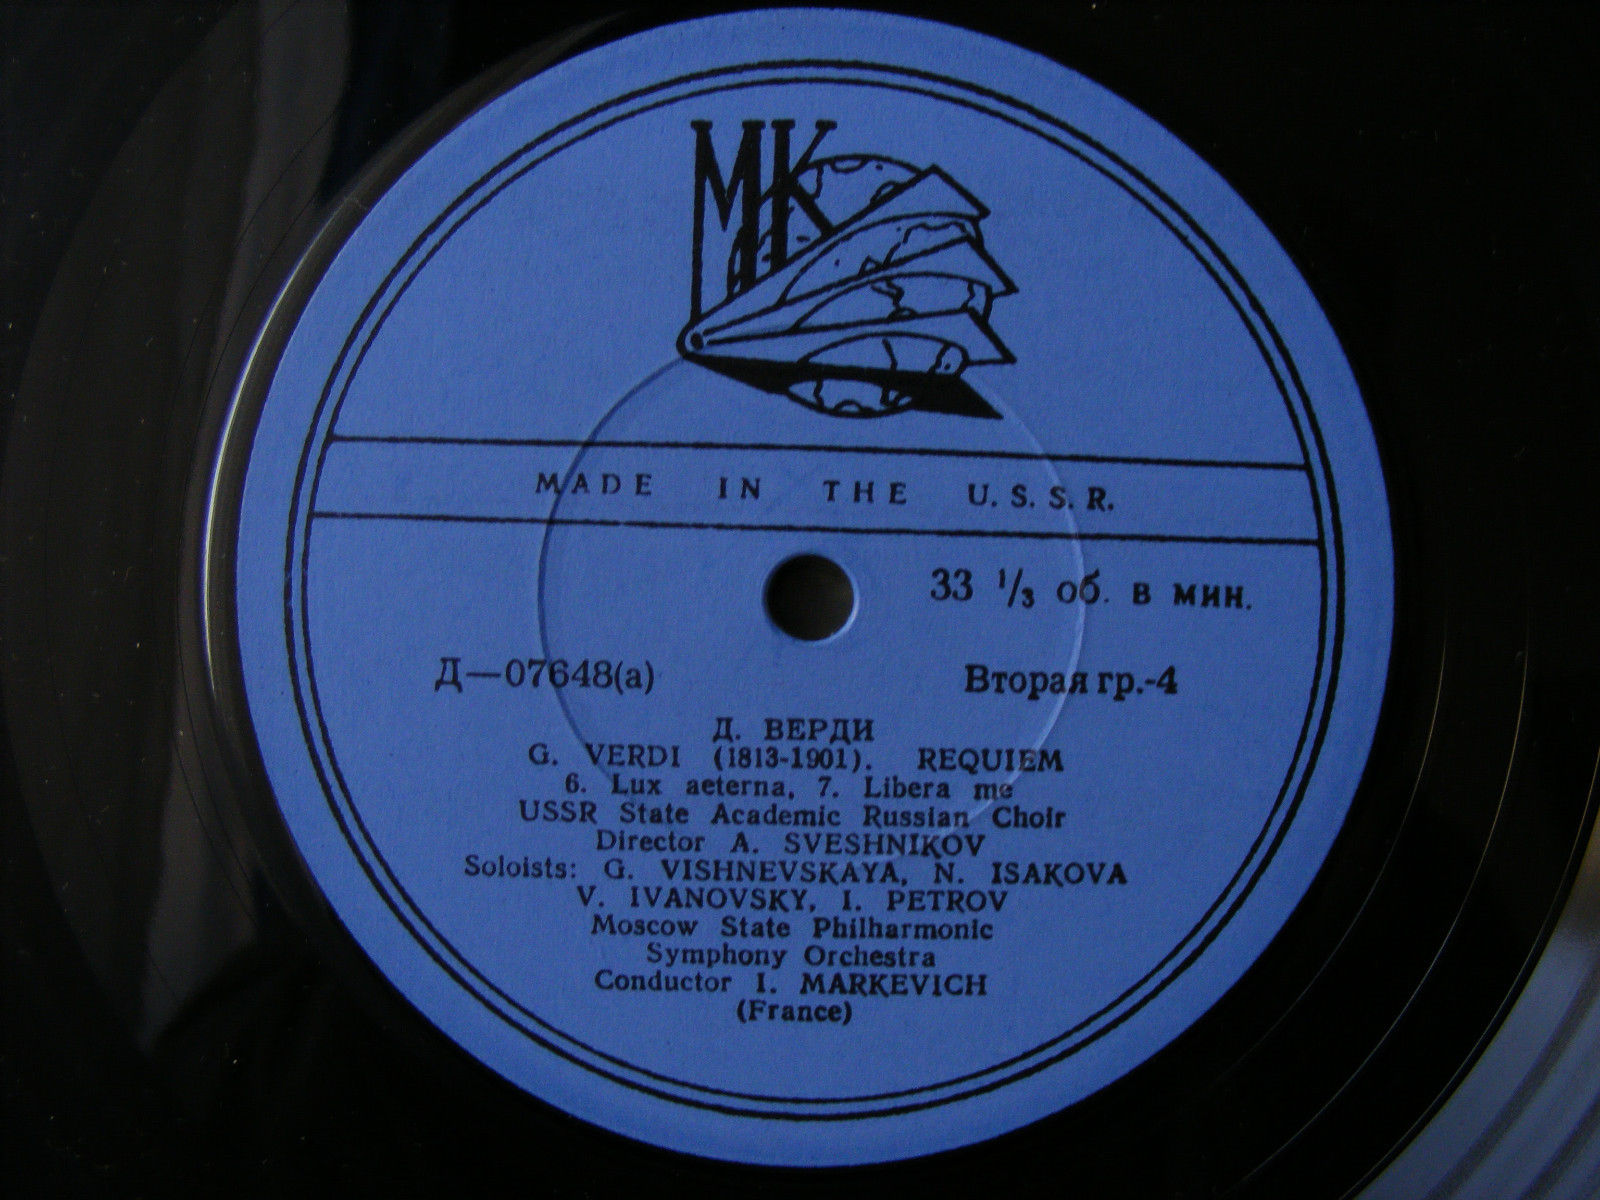 МК
MADE IN THE U.S.S.R.
33 1/3 об. в мин.
Д—07648(а) Вторая гр.-4
Д. ВЕРДИ
G. VERDI (1813-1901). REQUIEM
6. Lux aeterna, 7. Libera me
USSR State Academic Russian Choir
Director A. SVESHNIKOV
Soloists: G. VISHNEVSKAYA, N. ISAKOVA
V. IVANOVSKY, I. PETROV
Moscow State Philharmonic
Symphony Orchestra
Conductor I. MARKEVICH
(France)